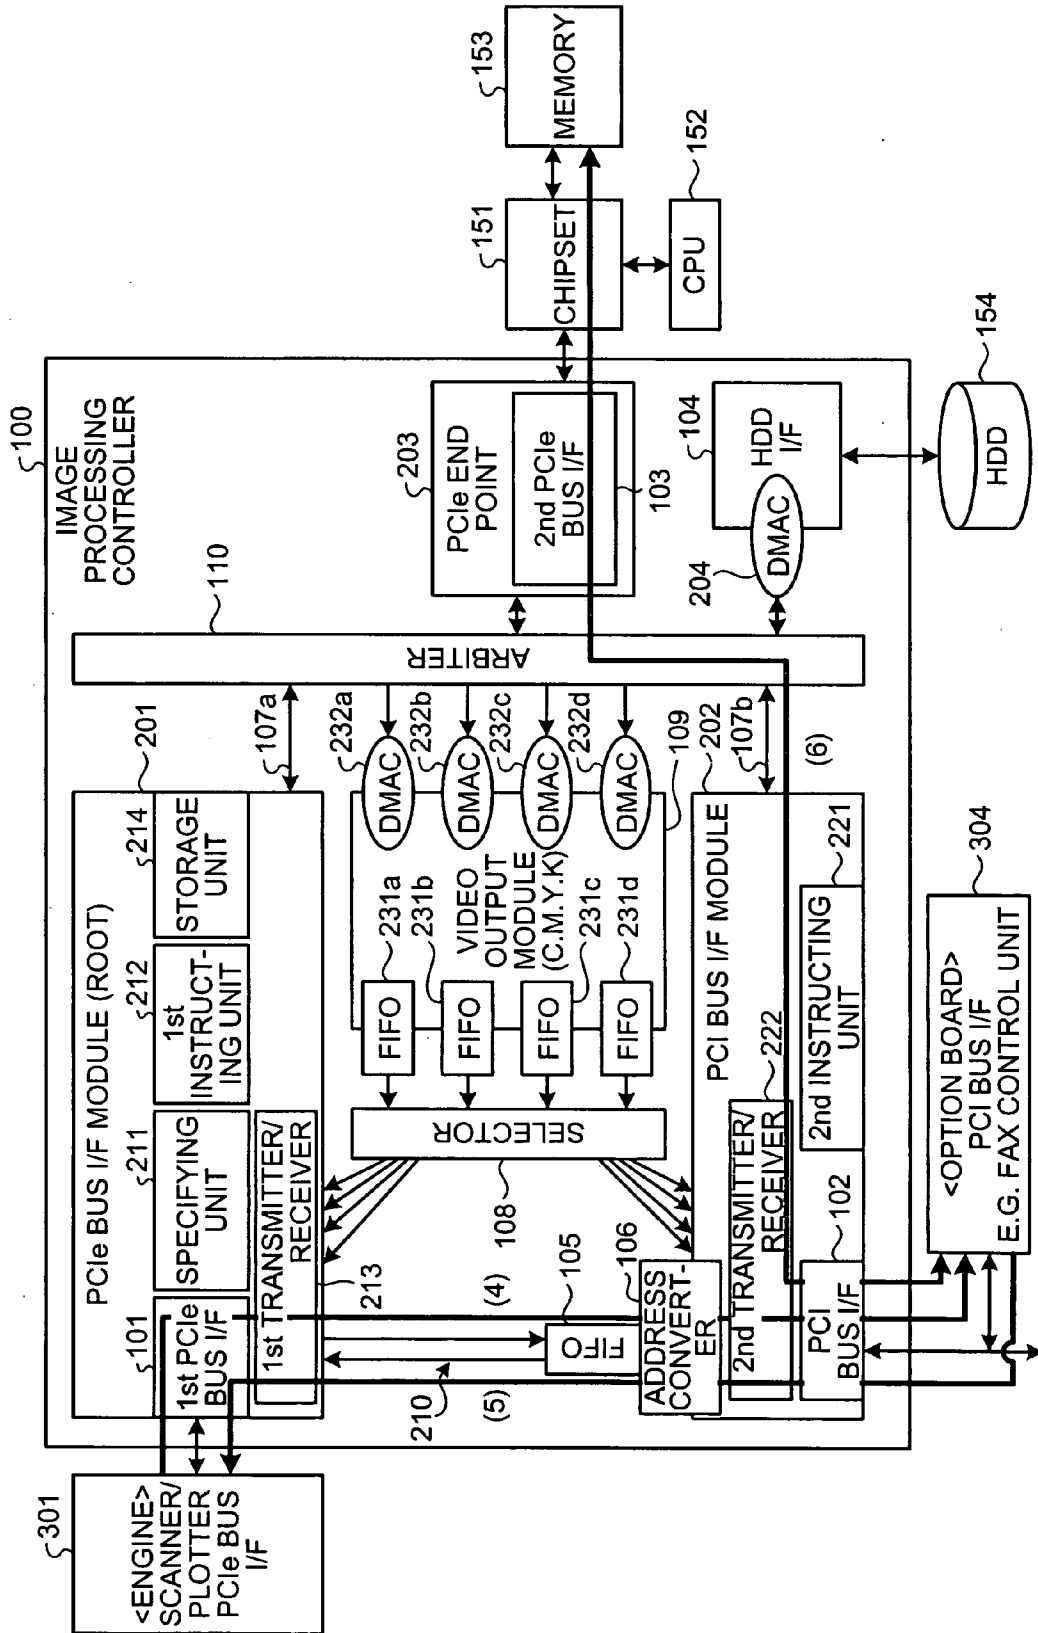 100
IMAGE
PROCESSING
CONTROLLER
301
<ENGINE>
SCANNER/
PLOTTER
PCIe BUS
I/F
201
PCIe BUS I/F MODULE (ROOT)
101
1st PCIe
BUS I/F
211
SPECIFYING
UNIT
212
1st
INSTRUCT-
ING UNIT
214
STORAGE
UNIT
1st TRANSMITTER/
RECEIVER
213
107a
110
ARBITER
203
PCIe END
POINT
2nd PCIe
BUS I/F
103
151
CHIPSET
153
MEMORY
152
CPU
104
HDD
I/F
204
DMAC
154
HDD
(4)
(5)
210
105
FIFO
106
ADDRESS
CONVERT-
ER
108
SELECTOR
231a
FIFO
231b
FIFO
231c
FIFO
231d
FIFO
VIDEO
OUTPUT
MODULE
(C.M.Y.K)
109
232a
DMAC
232b
DMAC
232c
DMAC
232d
DMAC
202
107b
(6)
PCI BUS I/F MODULE
222
2nd TRANSMITTER/
RECEIVER
102
PCI
BUS I/F
221
2nd INSTRUCTING
UNIT
304
<OPTION BOARD>
PCI BUS I/F
E.G. FAX CONTROL UNIT